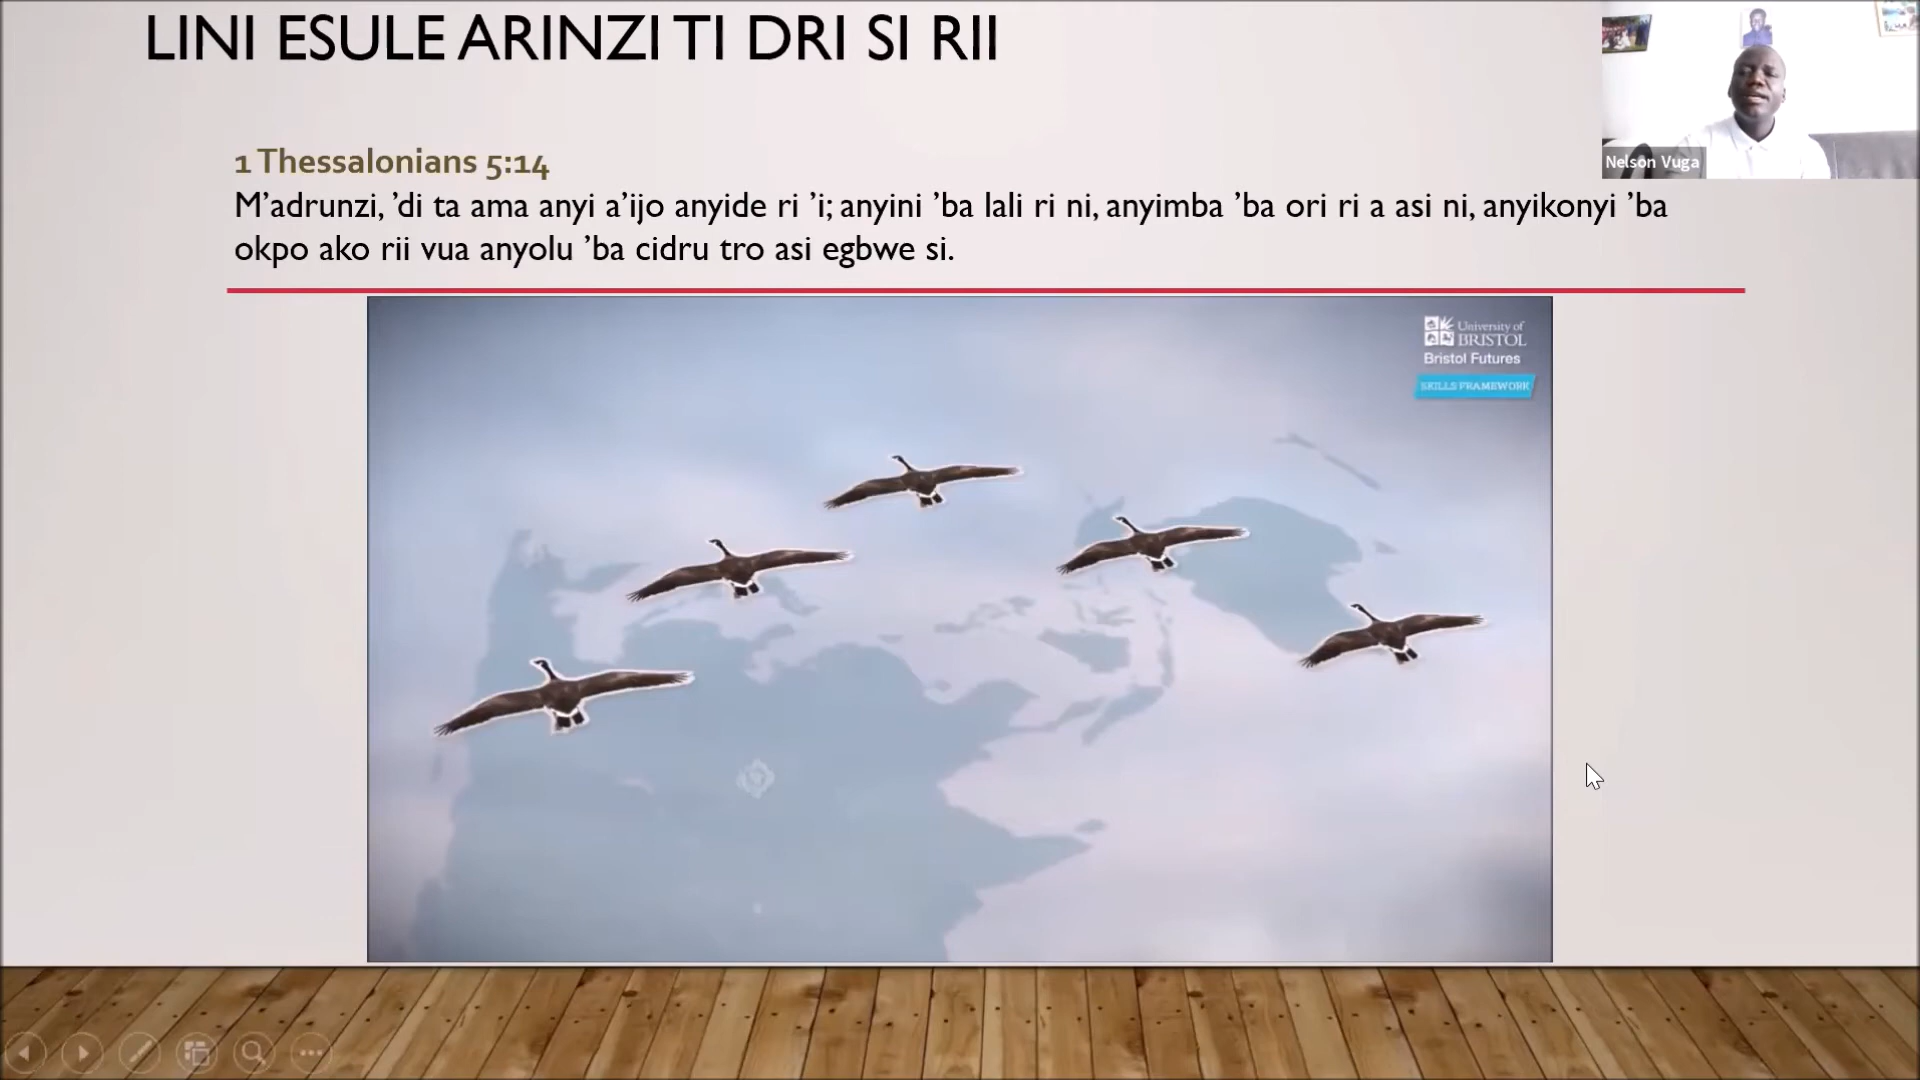 LINI ESULE ARINZI TI DRI SI RII
Nelson Vuga
1 Thessalonians 5:14
M’adrunzi, ’di ta ama anyi a’ijo anyide ri ’i; anyini ’ba lali ri ni, anyimba ’ba ori ri a asi ni, anyikonyi ’ba
okpo ako rii vua anyolu ’ba cidru tro asi egbwe si.
University of
BRISTOL
Bristol Futures
SKILLS FRAMEWORK